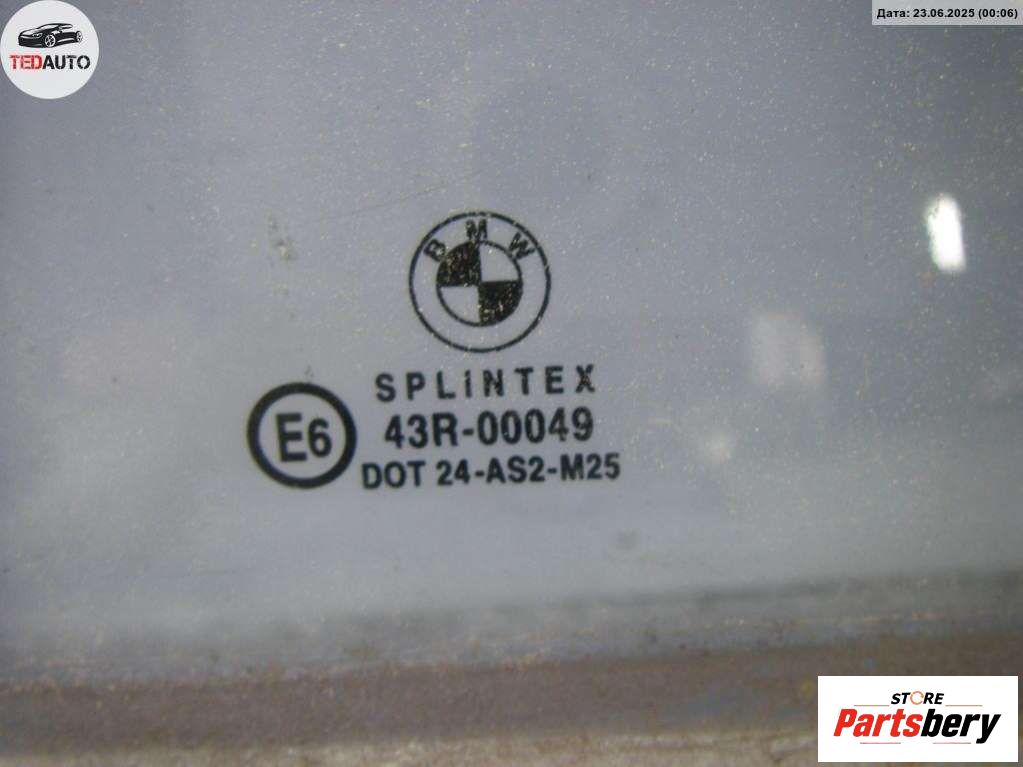 TEDAUTO
Дата: 23.06.2025 (00:06)
BMW
SPLiNTEX
E6
43R-00049
DOT 24-AS2-M25
STORE
Partsbery